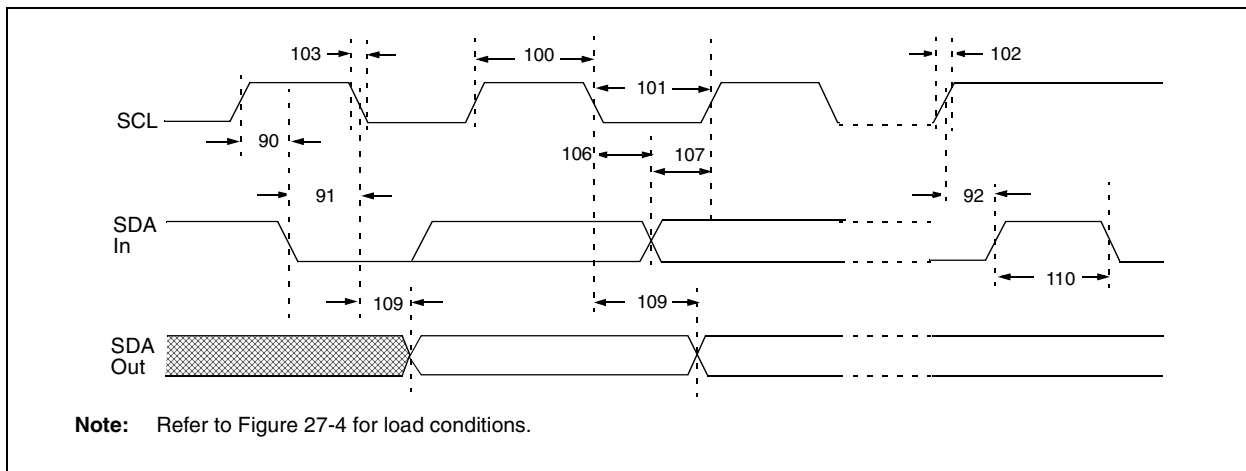 103
100
102
101
SCL
90
106
107
91
92
SDA
In
109
109
110
SDA
Out
Note: Refer to Figure 27-4 for load conditions.